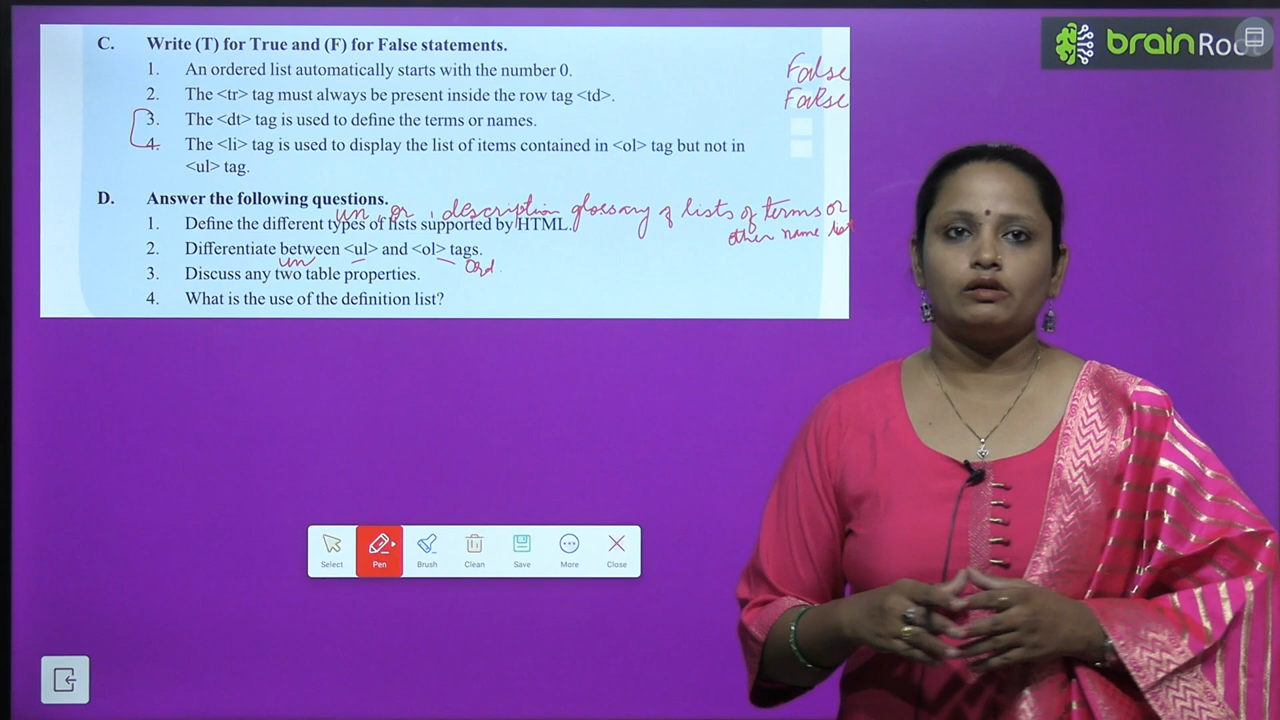 brainRoot
C. Write (T) for True and (F) for False statements.
1. An ordered list automatically starts with the number 0. False
2. The <tr> tag must always be present inside the row tag <td>. False
3. The <dt> tag is used to define the terms or names.
4. The <li> tag is used to display the list of items contained in <ol> tag but not in
<ul> tag.
D. Answer the following questions.
un, or, description glossary of lists of terms or
1. Define the different types of lists supported by HTML.
other name list
2. Differentiate between <ul> and <ol> tags.
un ord.
3. Discuss any two table properties.
4. What is the use of the definition list?
Select Pen Brush Clean Save More Close